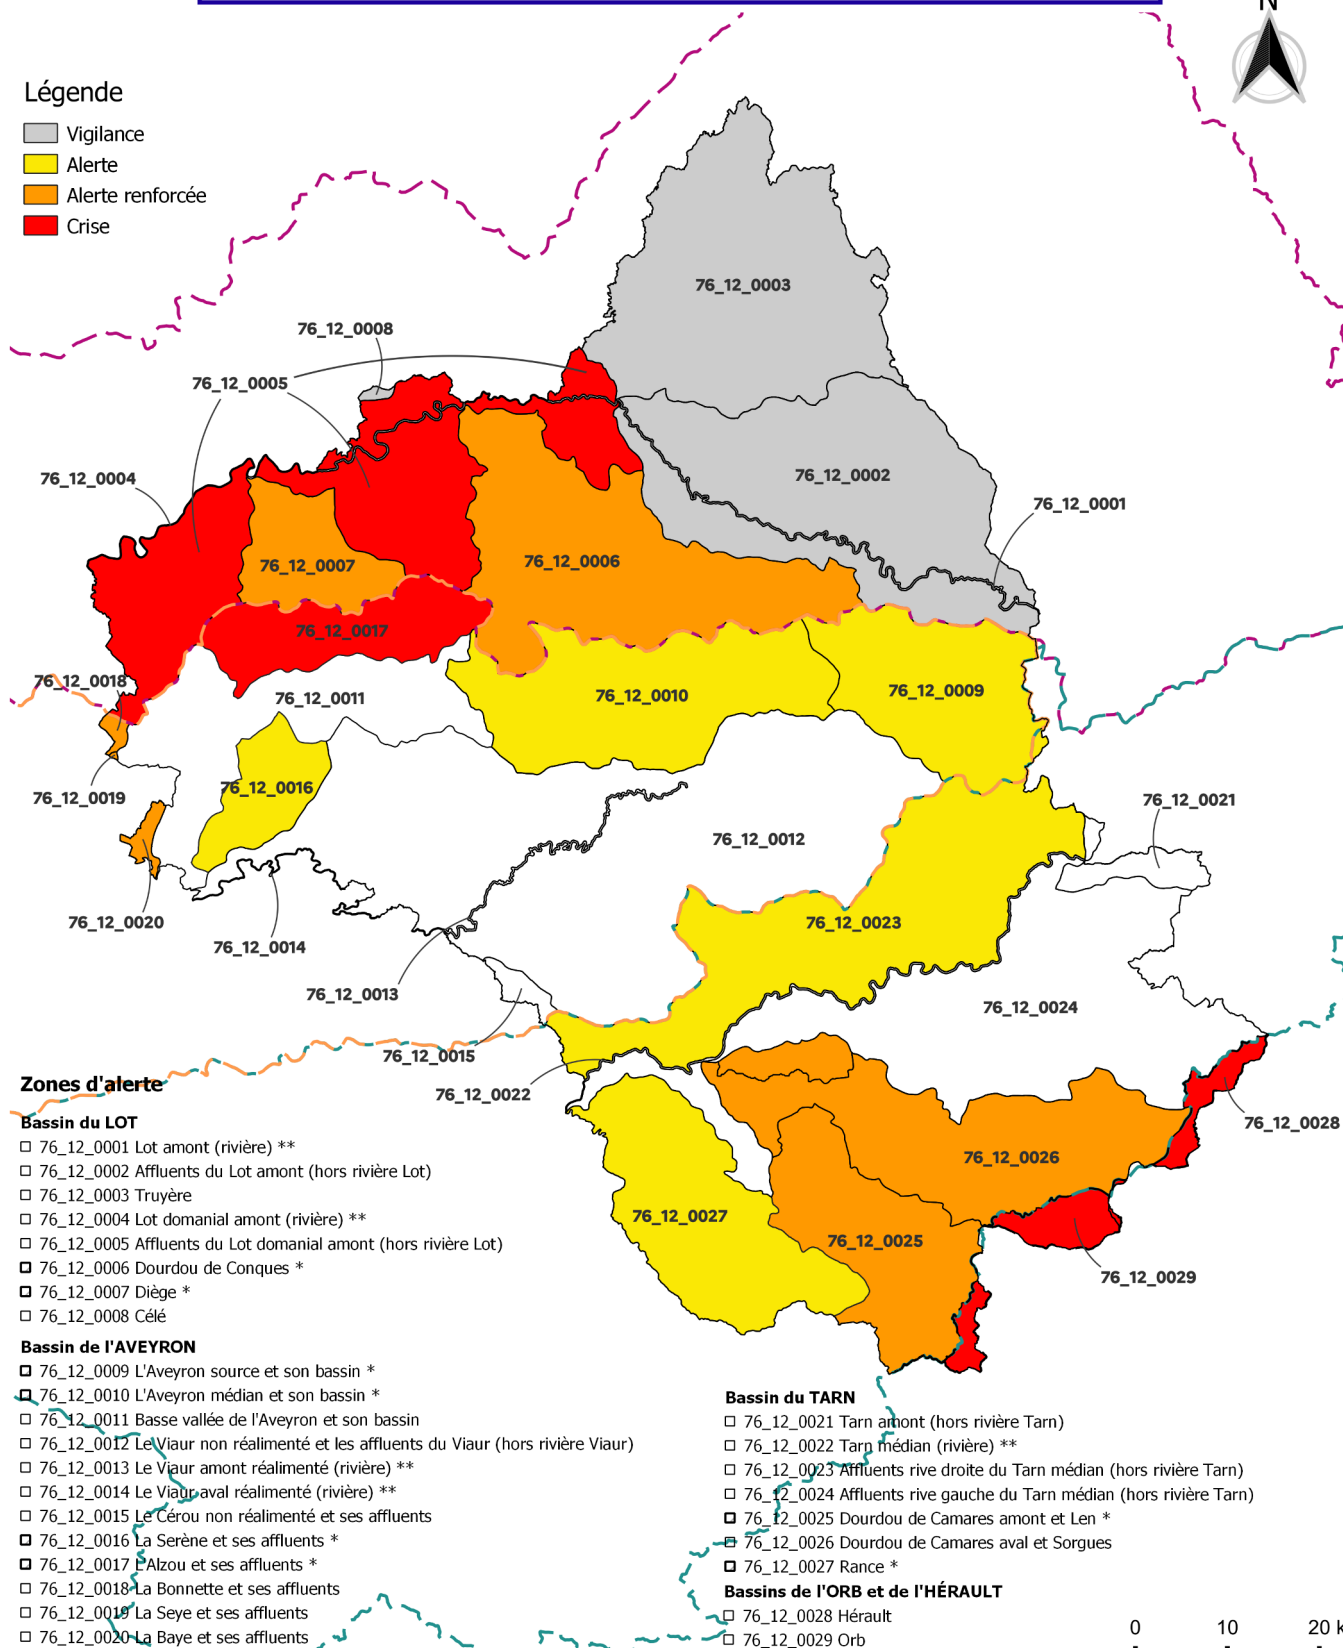 N
Légende
Vigilance
Alerte
Alerte renforcée
Crise
76_12_0003
76_12_0008
76_12_0005
76_12_0004
76_12_0002
76_12_0001
76_12_0007
76_12_0006
76_12_0017
76_12_0018
76_12_0011
76_12_0010
76_12_0009
76_12_0019
76_12_0016
76_12_0021
76_12_0012
76_12_0020
76_12_0014
76_12_0023
76_12_0013
76_12_0024
76_12_0015
76_12_0022
76_12_0028
76_12_0026
76_12_0027
76_12_0025
76_12_0029
Zones d'alerte
Bassin du LOT
76_12_0001 Lot amont (rivière) **
76_12_0002 Affluents du Lot amont (hors rivière Lot)
76_12_0003 Truyère
76_12_0004 Lot domanial amont (rivière) **
76_12_0005 Affluents du Lot domanial amont (hors rivière Lot)
76_12_0006 Dourdou de Conques *
76_12_0007 Diège *
76_12_0008 Célé
Bassin de l'AVEYRON
76_12_0009 L'Aveyron source et son bassin *
76_12_0010 L'Aveyron médian et son bassin *
76_12_0011 Basse vallée de l'Aveyron et son bassin
76_12_0012 Le Viaur non réalimenté et les affluents du Viaur (hors rivière Viaur)
76_12_0013 Le Viaur amont réalimenté (rivière) **
76_12_0014 Le Viaur aval réalimenté (rivière) **
76_12_0015 Le Cérou non réalimenté et ses affluents
76_12_0016 La Serène et ses affluents *
76_12_0017 L'Alzou et ses affluents *
76_12_0018 La Bonnette et ses affluents
76_12_0019 La Seye et ses affluents
76_12_0020 La Baye et ses affluents
Bassin du TARN
76_12_0021 Tarn amont (hors rivière Tarn)
76_12_0022 Tarn médian (rivière) **
76_12_0023 Affluents rive droite du Tarn médian (hors rivière Tarn)
76_12_0024 Affluents rive gauche du Tarn médian (hors rivière Tarn)
76_12_0025 Dourdou de Camares amont et Len *
76_12_0026 Dourdou de Camares aval et Sorgues
76_12_0027 Rance *
Bassins de l'ORB et de l'HÉRAULT
76_12_0028 Hérault
76_12_0029 Orb
0 10 20 k